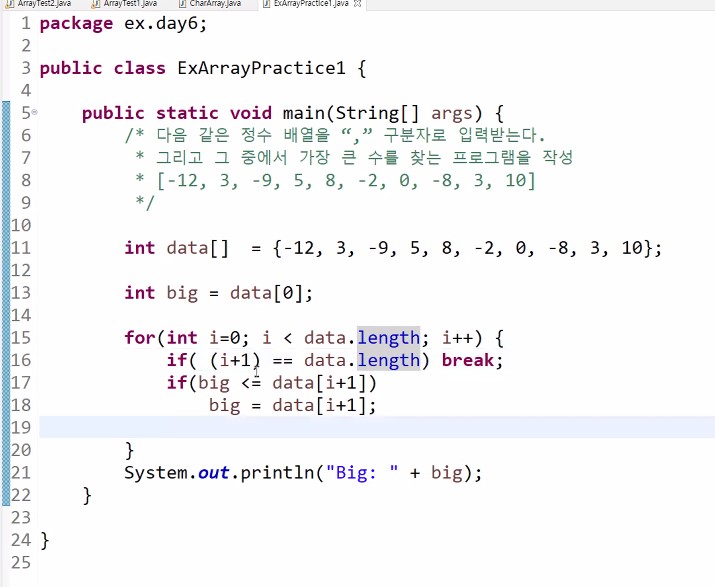 ArrayTest2.java ArrayTest1.java CharArray.java ExArrayPractice1.java
1 package ex.day6;
2
3 public class ExArrayPractice1 {
4
5 public static void main(String[] args) {
6 /* 다음 같은 정수 배열을 “,” 구분자로 입력받는다.
7 * 그리고 그 중에서 가장 큰 수를 찾는 프로그램을 작성
8 * [-12, 3, -9, 5, 8, -2, 0, -8, 3, 10]
9 */
10
11 int data[] = {-12, 3, -9, 5, 8, -2, 0, -8, 3, 10};
12
13 int big = data[0];
14
15 for(int i=0; i < data.length; i++) {
16 if( (i+1) == data.length) break;
17 if(big <= data[i+1])
18 big = data[i+1];
19
20 }
21 System.out.println("Big: " + big);
22 }
23
24 }
25